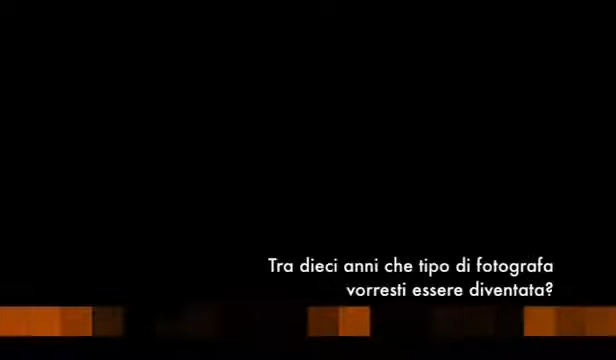 Tra dieci anni che tipo di fotografa
vorresti essere diventata?